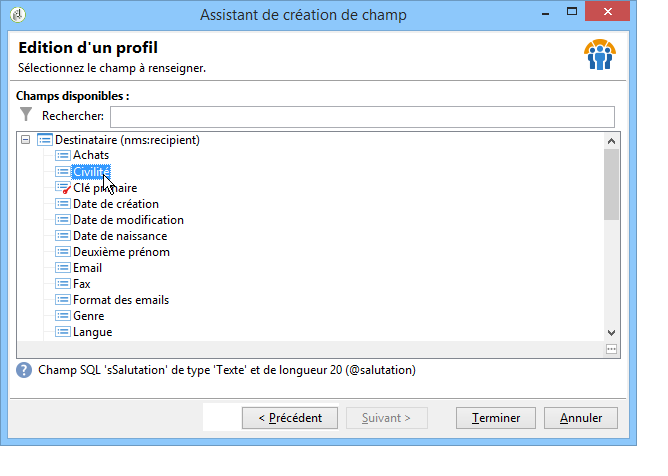 Assistant de création de champ
Edition d'un profil
Sélectionnez le champ à renseigner.
Champs disponibles :
Rechercher:
Destinataire (nms:recipient)
Achats
Civilité
Clé primaire
Date de création
Date de modification
Date de naissance
Deuxième prénom
Email
Fax
Format des emails
Genre
Langue
Champ SQL 'sSalutation' de type 'Texte' et de longueur 20 (@salutation)
< Précédent Suivant > Terminer Annuler